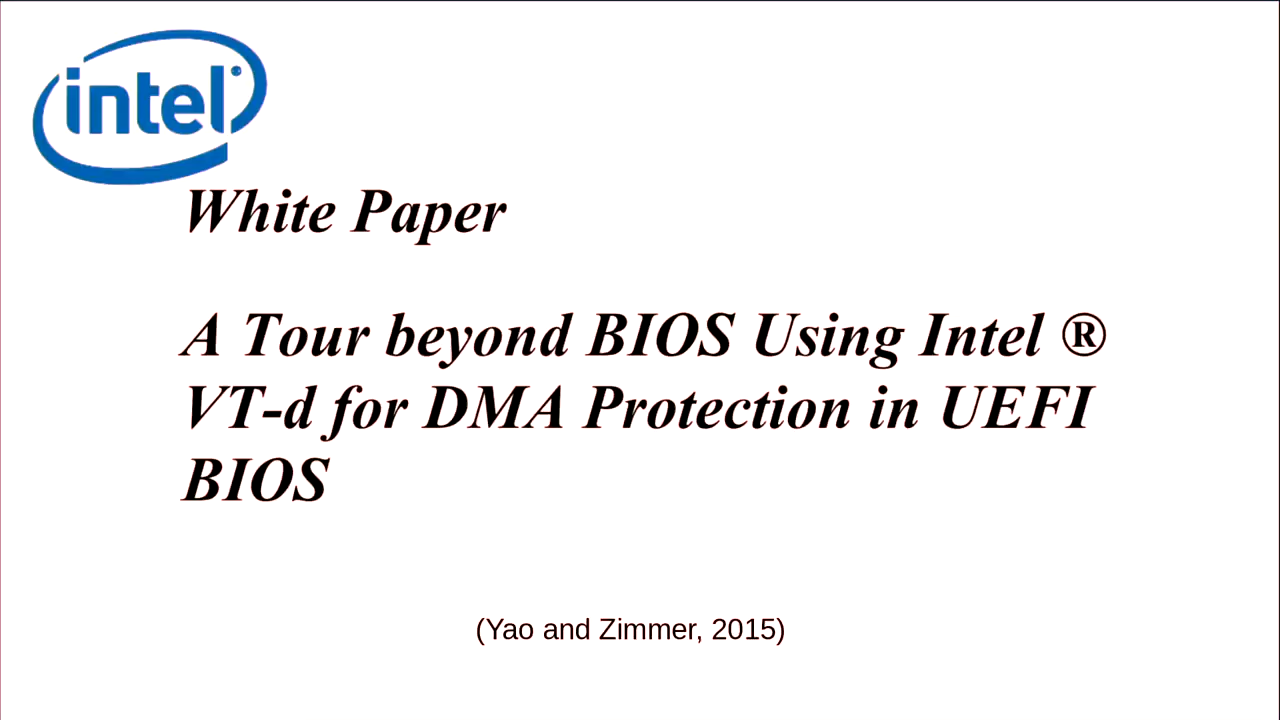 intel®
White Paper
A Tour beyond BIOS Using Intel ®
VT-d for DMA Protection in UEFI
BIOS
(Yao and Zimmer, 2015)